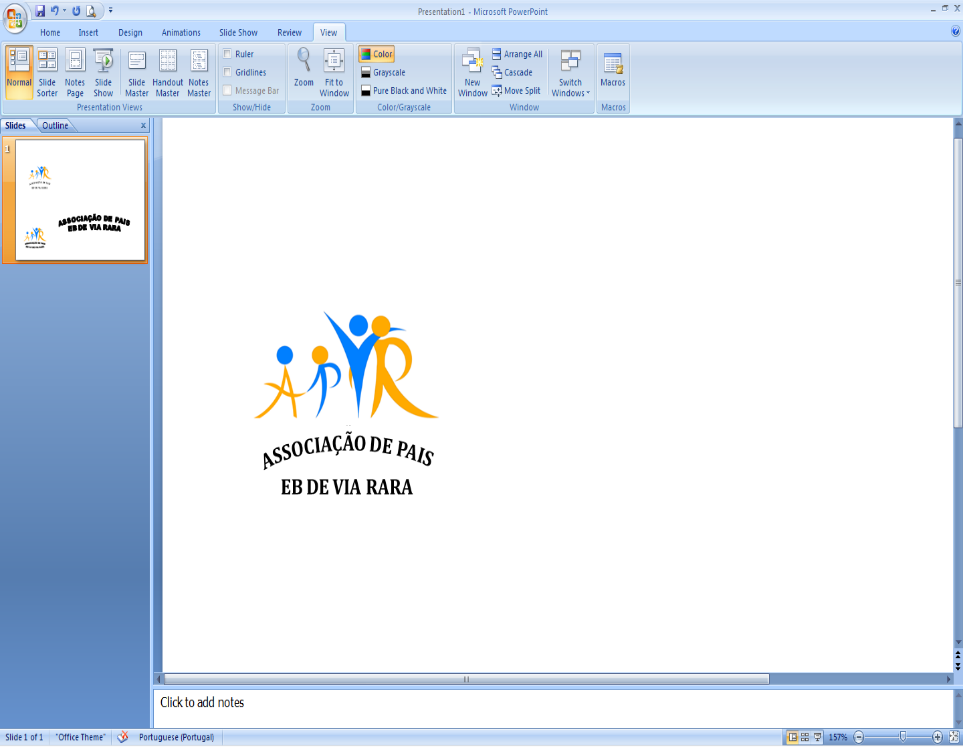 Presentation1 - Microsoft PowerPoint
Home Insert Design Animations Slide Show Review View
Normal
Slide Sorter
Notes Page
Slide Show
Slide Master
Handout Master
Notes Master
Presentation Views
Ruler
Gridlines
Message Bar
Show/Hide
Zoom
Fit to Window
Zoom
Color
Grayscale
Pure Black and White
Color/Grayscale
New Window
Arrange All
Cascade
Move Split
Switch Windows
Window
Macros
Macros
Slides Outline x
1
ASSOCIAÇÃO DE PAIS
EB DE VIA RARA
APYR
ASSOCIAÇÃO DE PAIS
EB DE VIA RARA
Click to add notes
Slide 1 of 1 "Office Theme" Portuguese (Portugal) 157%